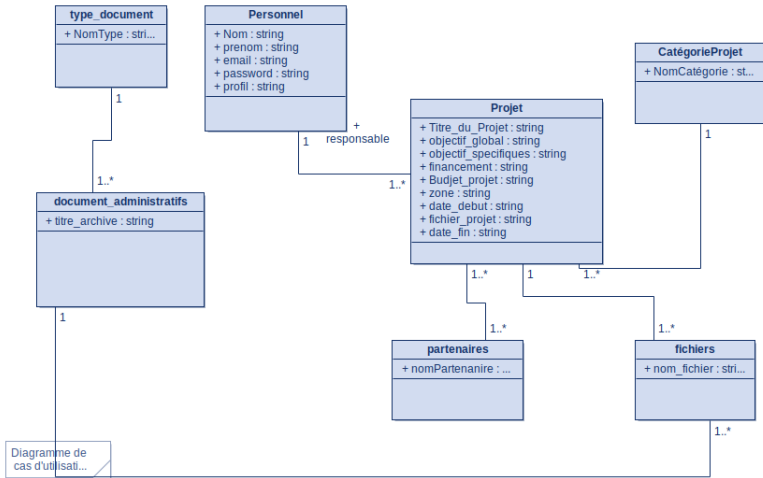 type_document
+ NomType : stri...
1
1..*
document_administratifs
+ titre_archive : string
1
Personnel
+ Nom : string
+ prenom : string
+ email : string
+ password : string
+ profil : string
1
+
responsable
1..*
Projet
+ Titre_du_Projet : string
+ objectif_global : string
+ objectif_specifiques : string
+ financement : string
+ Budjet_projet : string
+ zone : string
+ date_debut : string
+ fichier_projet : string
+ date_fin : string
CatégorieProjet
+ NomCatégorie : st...
1
1..*
1
1..*
1..*
1..*
partenaires
+ nomPartenanire : ...
fichiers
+ nom_fichier : stri...
1..*
Diagramme de
cas d'utilisati...